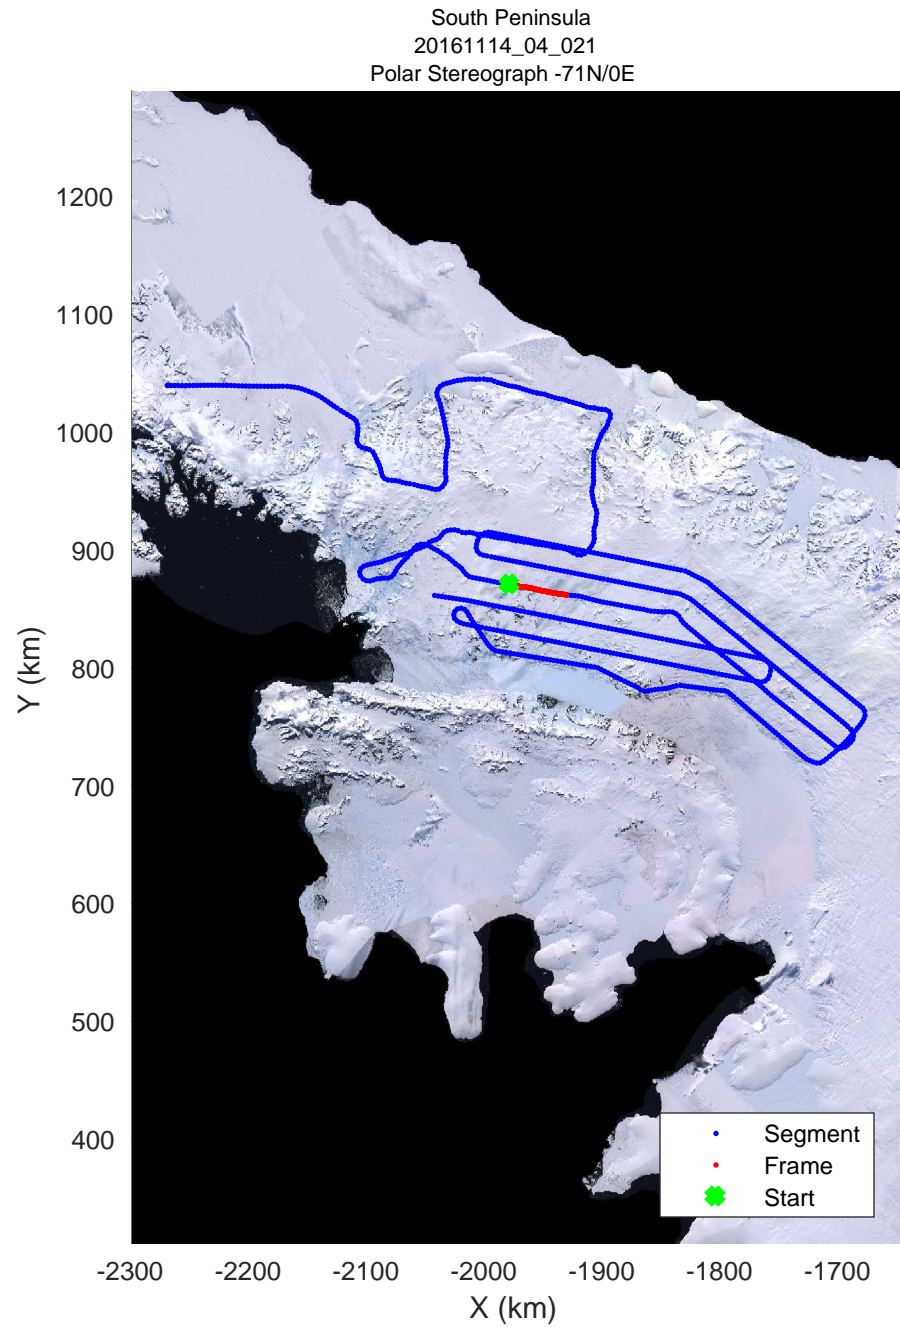 South Peninsula
20161114_04_021
Polar Stereograph -71N/0E
1200
1100
1000
900
800
700
600
500
400
Y (km)
Segment
Frame
Start
-2300 -2200 -2100 -2000 -1900 -1800 -1700
X (km)